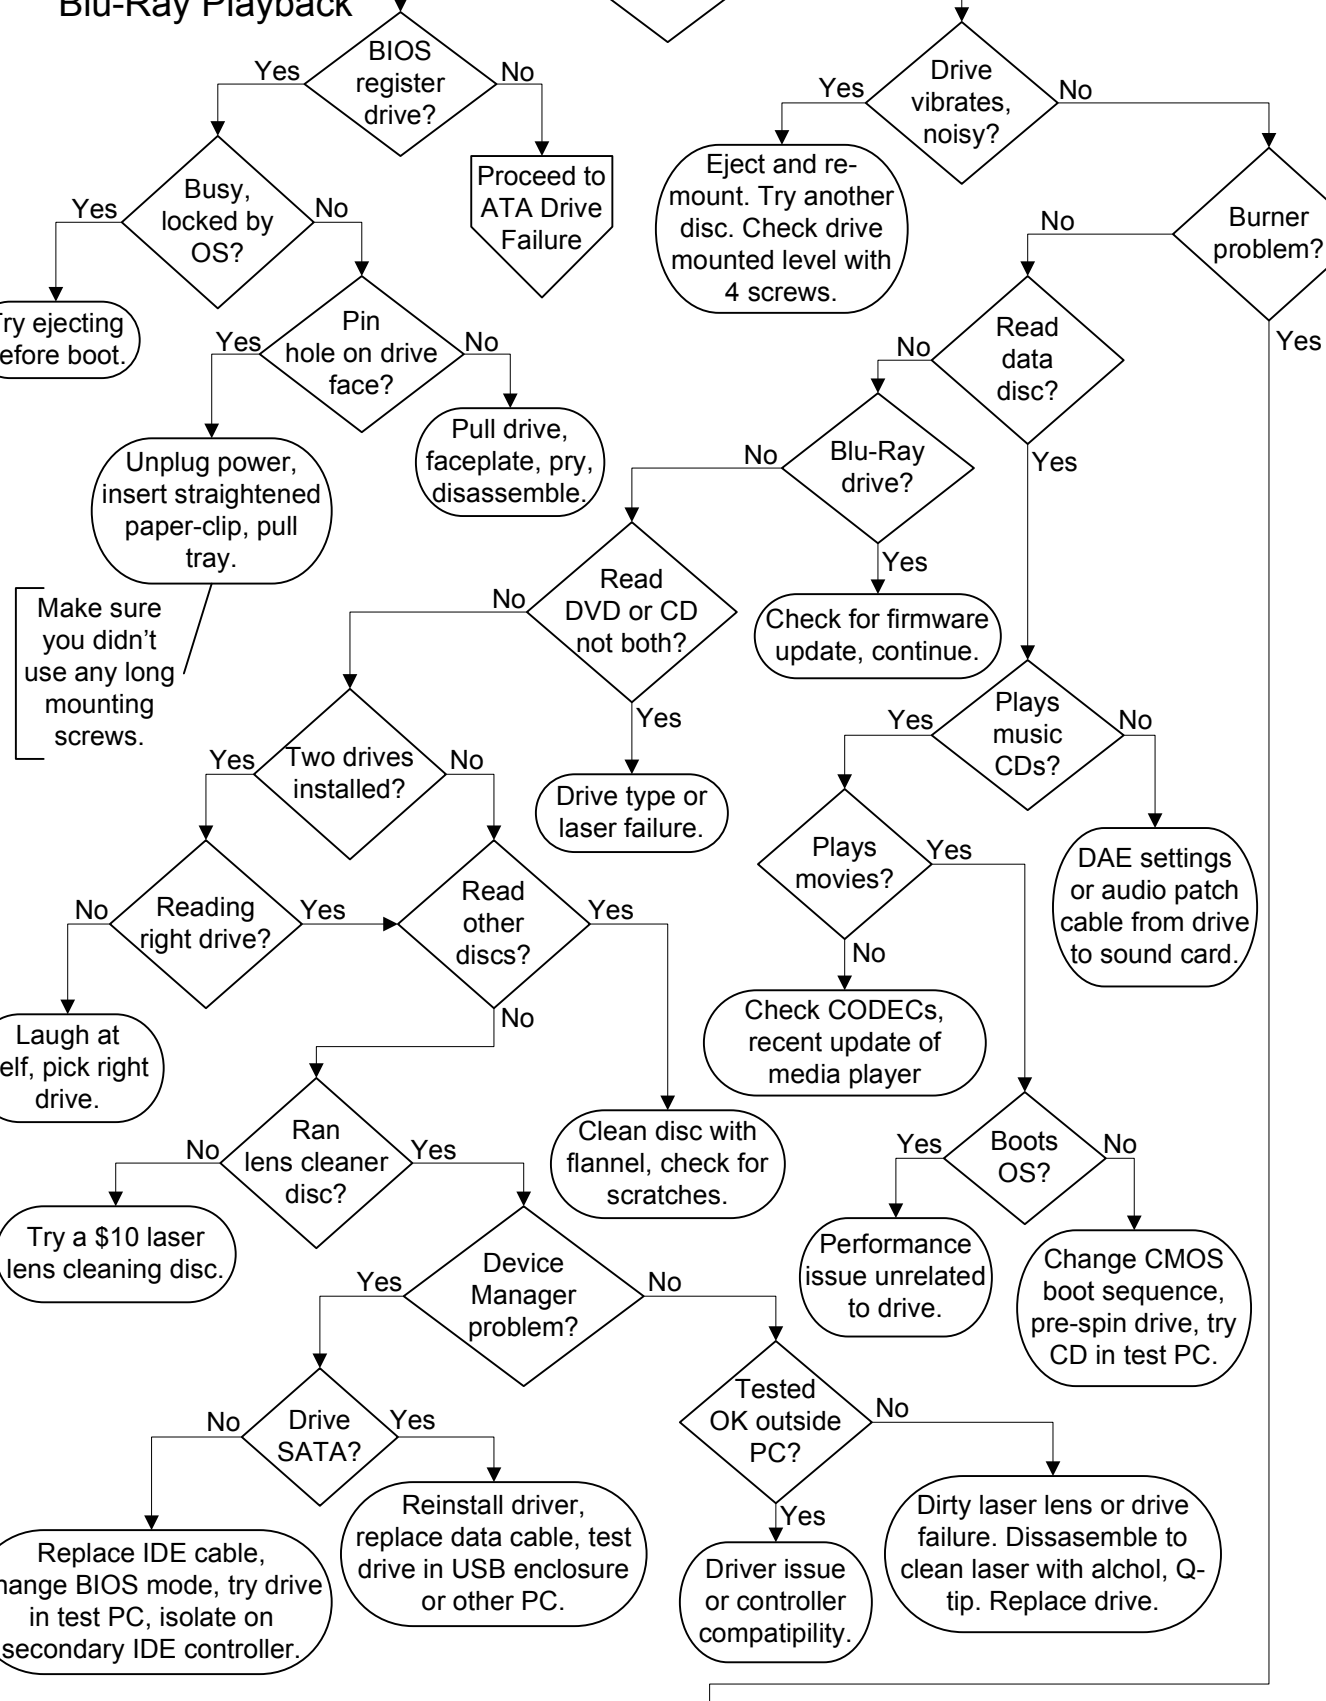 Blu-Ray Playback
BIOS
register
drive?
Yes
No
Busy,
locked by
OS?
Yes
No
Proceed to
ATA Drive
Failure
Try ejecting
before boot.
Pin
hole on drive
face?
Yes
No
Unplug power,
insert straightened
paper-clip, pull
tray.
Pull drive,
faceplate, pry,
disassemble.
Make sure
you didn't
use any long
mounting
screws.
Drive
vibrates,
noisy?
Yes
No
Eject and re-
mount. Try another
disc. Check drive
mounted level with
4 screws.
Burner
problem?
No
Yes
Read
data
disc?
No
Yes
Blu-Ray
drive?
No
Yes
Check for firmware
update, continue.
Read
DVD or CD
not both?
No
Yes
Drive type or
laser failure.
Two drives
installed?
Yes
No
Reading
right drive?
No
Yes
Laugh at
elf, pick right
drive.
Read
other
discs?
Yes
No
Clean disc with
flannel, check for
scratches.
Ran
lens cleaner
disc?
No
Yes
Try a $10 laser
lens cleaning disc.
Device
Manager
problem?
Yes
No
Drive
SATA?
No
Yes
Replace IDE cable,
hange BIOS mode, try drive
in test PC, isolate on
secondary IDE controller.
Reinstall driver,
replace data cable, test
drive in USB enclosure
or other PC.
Tested
OK outside
PC?
No
Yes
Driver issue
or controller
compatipility.
Dirty laser lens or drive
failure. Dissasemble to
clean laser with alchol, Q-
tip. Replace drive.
Plays
music
CDs?
Yes
No
DAE settings
or audio patch
cable from drive
to sound card.
Plays
movies?
Yes
No
Check CODECs,
recent update of
media player
Boots
OS?
Yes
No
Performance
issue unrelated
to drive.
Change CMOS
boot sequence,
pre-spin drive, try
CD in test PC.